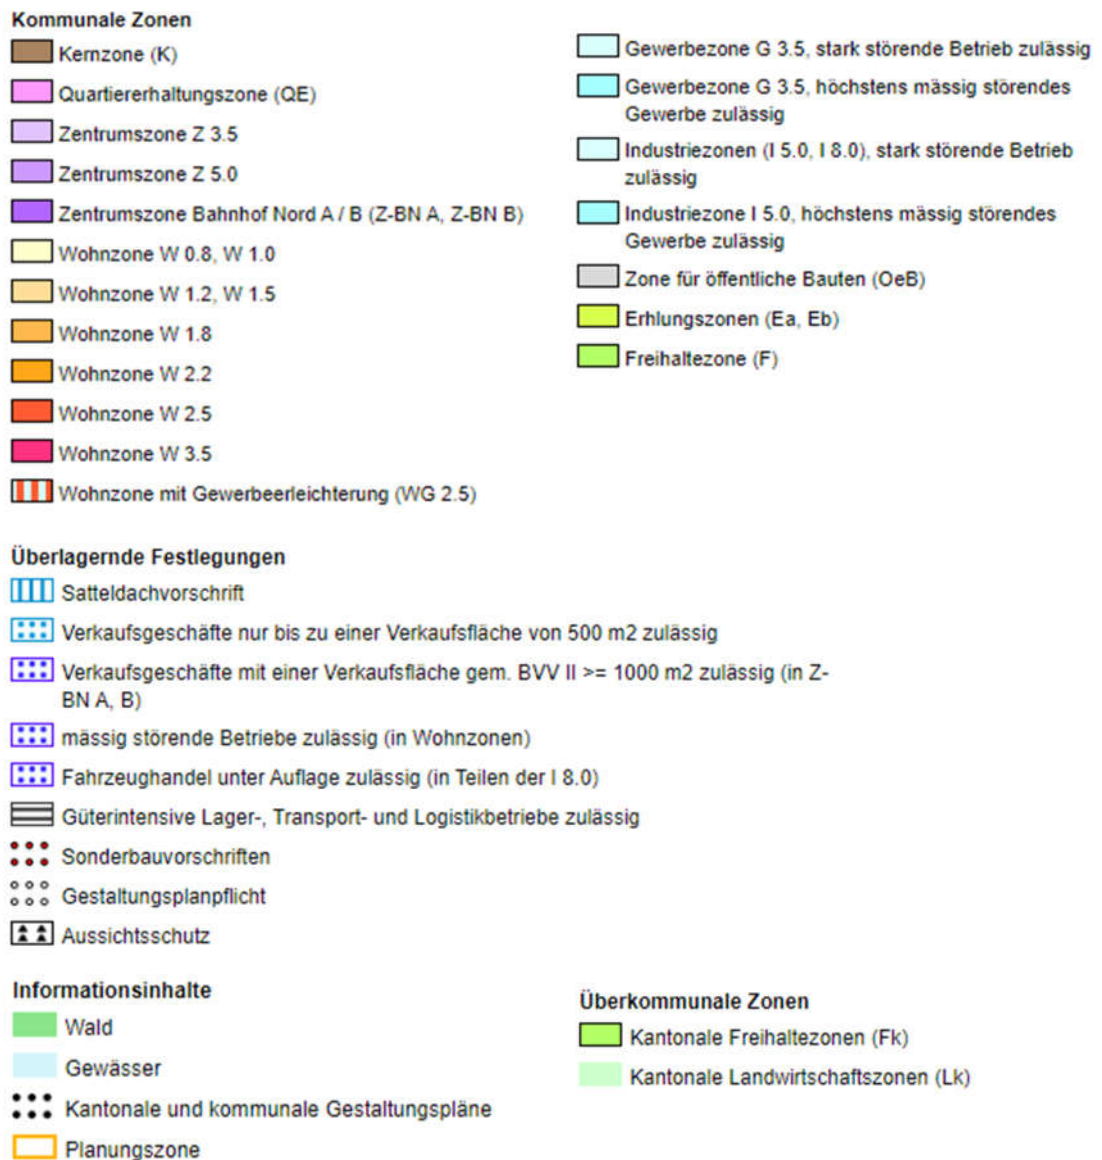 Kommunale Zonen
Kernzone (K)
Quartiererhaltungszone (QE)
Zentrumszone Z 3.5
Zentrumszone Z 5.0
Zentrumszone Bahnhof Nord A / B (Z-BN A, Z-BN B)
Wohnzone W 0.8, W 1.0
Wohnzone W 1.2, W 1.5
Wohnzone W 1.8
Wohnzone W 2.2
Wohnzone W 2.5
Wohnzone W 3.5
Wohnzone mit Gewerbeerleichterung (WG 2.5)
Gewerbezone G 3.5, stark störende Betrieb zulässig
Gewerbezone G 3.5, höchstens mässig störendes
Gewerbe zulässig
Industriezonen (I 5.0, I 8.0), stark störende Betrieb
zulässig
Industriezone I 5.0, höchstens mässig störendes
Gewerbe zulässig
Zone für öffentliche Bauten (OeB)
Erhlungszonen (Ea, Eb)
Freihaltezone (F)
Überlagernde Festlegungen
Satteldachvorschrift
Verkaufsgeschäfte nur bis zu einer Verkaufsfläche von 500 m2 zulässig
Verkaufsgeschäfte mit einer Verkaufsfläche gem. BVV II >= 1000 m2 zulässig (in Z-
BN A, B)
mässig störende Betriebe zulässig (in Wohnzonen)
Fahrzeughandel unter Auflage zulässig (in Teilen der I 8.0)
Güterintensive Lager-, Transport- und Logistikbetriebe zulässig
Sonderbauvorschriften
Gestaltungsplanpflicht
Aussichtsschutz
Informationsinhalte
Wald
Gewässer
Kantonale und kommunale Gestaltungspläne
Planungszone
Überkommunale Zonen
Kantonale Freihaltezonen (Fk)
Kantonale Landwirtschaftszonen (Lk)